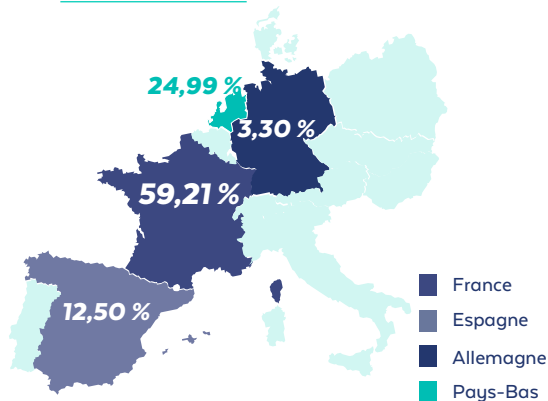 24,99 %
3,30 %
59,21 %
12,50 %
France
Espagne
Allemagne
Pays-Bas